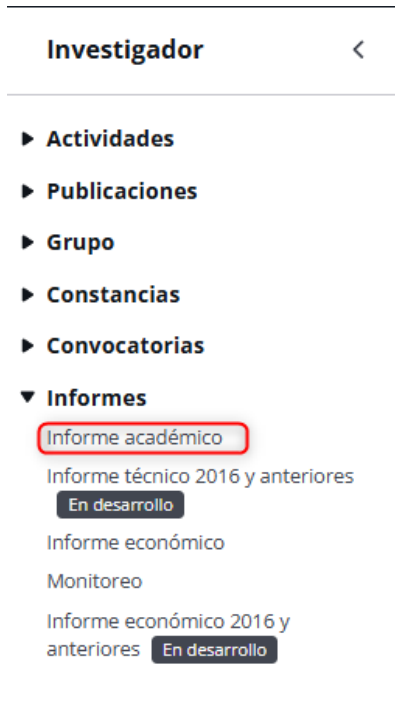 Investigador
Actividades
Publicaciones
Grupo
Constancias
Convocatorias
Informes
Informe académico
Informe técnico 2016 y anteriores
En desarrollo
Informe económico
Monitoreo
Informe económico 2016 y
anteriores En desarrollo